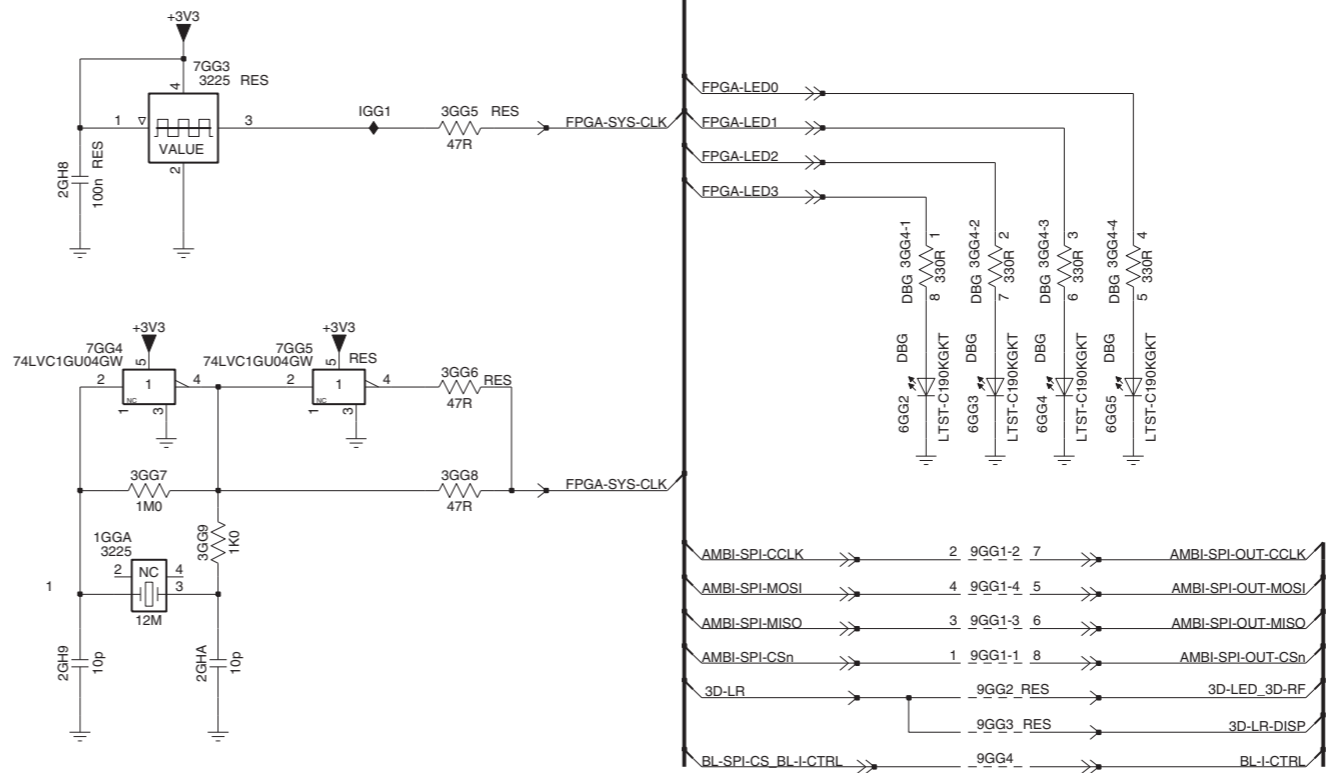 +3V3
7GG3
3225 RES
4
1
3
VALUE
2
2GH8
100n RES
IGG1
3GG5 RES
47R
FPGA-SYS-CLK
FPGA-LED0
FPGA-LED1
FPGA-LED2
FPGA-LED3
DBG 3GG4-1
330R
1
8
DBG 3GG4-2
330R
2
7
DBG 3GG4-3
330R
3
6
DBG 3GG4-4
330R
4
5
6GG2 DBG
LTST-C190KGKT
6GG3 DBG
LTST-C190KGKT
6GG4 DBG
LTST-C190KGKT
6GG5 DBG
LTST-C190KGKT
+3V3
7GG4
74LVC1GU04GW
5
2
1
4
NC
1
3
+3V3
7GG5
74LVC1GU04GW
RES
5
2
1
4
NC
1
3
3GG6 RES
47R
3GG7
1M0
3GG8
47R
FPGA-SYS-CLK
3GG9
1K0
1GGA
3225
2 NC 4
3
1
12M
2GH9
10p
2GHA
10p
AMBI-SPI-CCLK 2 9GG1-2 7 AMBI-SPI-OUT-CCLK
AMBI-SPI-MOSI 4 9GG1-4 5 AMBI-SPI-OUT-MOSI
AMBI-SPI-MISO 3 9GG1-3 6 AMBI-SPI-OUT-MISO
AMBI-SPI-CSn 1 9GG1-1 8 AMBI-SPI-OUT-CSn
3D-LR 9GG2 RES 3D-LED_3D-RF
9GG3 RES 3D-LR-DISP
BL-SPI-CS_BL-I-CTRL 9GG4 BL-I-CTRL